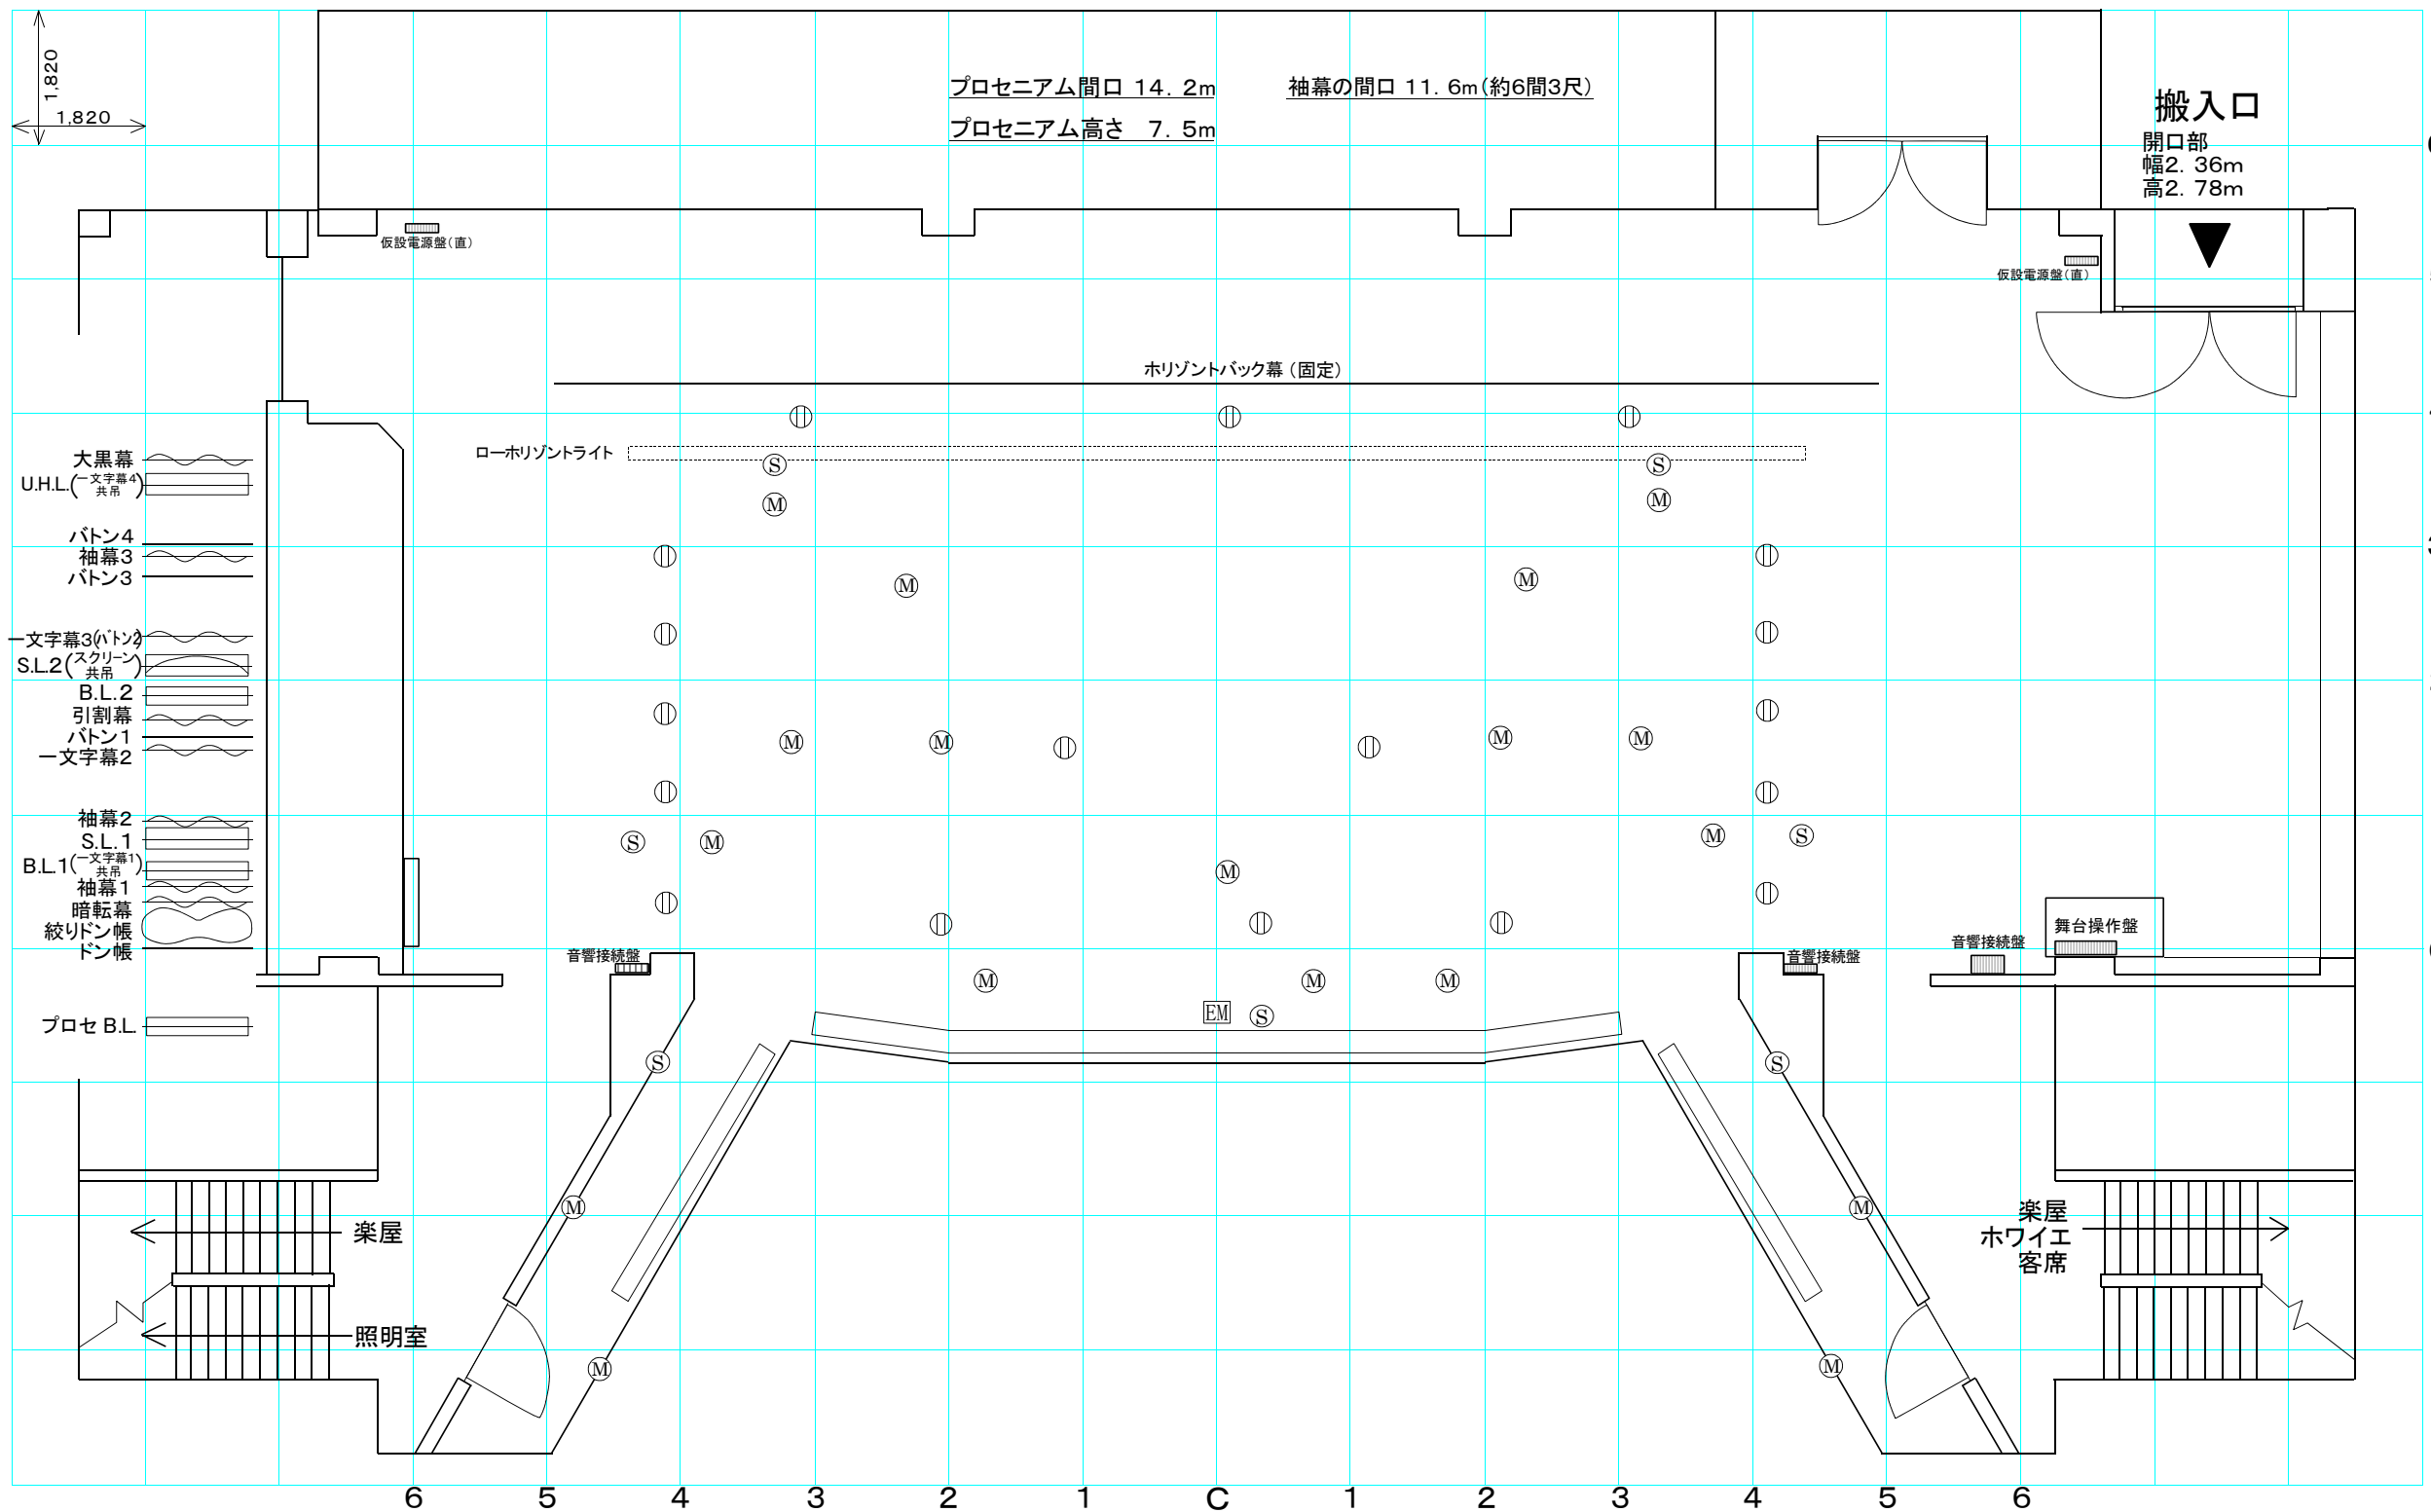 1,820
1,820
プロセニアム間口 14. 2m
袖幕の間口 11. 6m(約6間3尺)
プロセニアム高さ 7. 5m
搬入口
開口部
幅2. 36m
高2. 78m
仮設電源盤(直)
仮設電源盤(直)
ホリゾントバック幕(固定)
ローホリゾントライト
大黒幕
U.H.L.(一文字幕4共吊)
バトン4
袖幕3
バトン3
一文字幕3(バトン2)
S.L.2(スクリーン共吊)
B.L.2
引割幕
バトン1
一文字幕2
袖幕2
S.L.1
B.L.1(一文字幕1共吊)
袖幕1
暗転幕
絞りドン帳
ドン帳
プロセ B.L.
S S
M M
M M
M M M M
S M M S
M
M M M
EM S
S S
M M
M M
音響接続盤
音響接続盤
音響接続盤
舞台操作盤
楽屋
照明室
楽屋
ホワイエ
客席
6 5 4 3 2 1 C 1 2 3 4 5 6